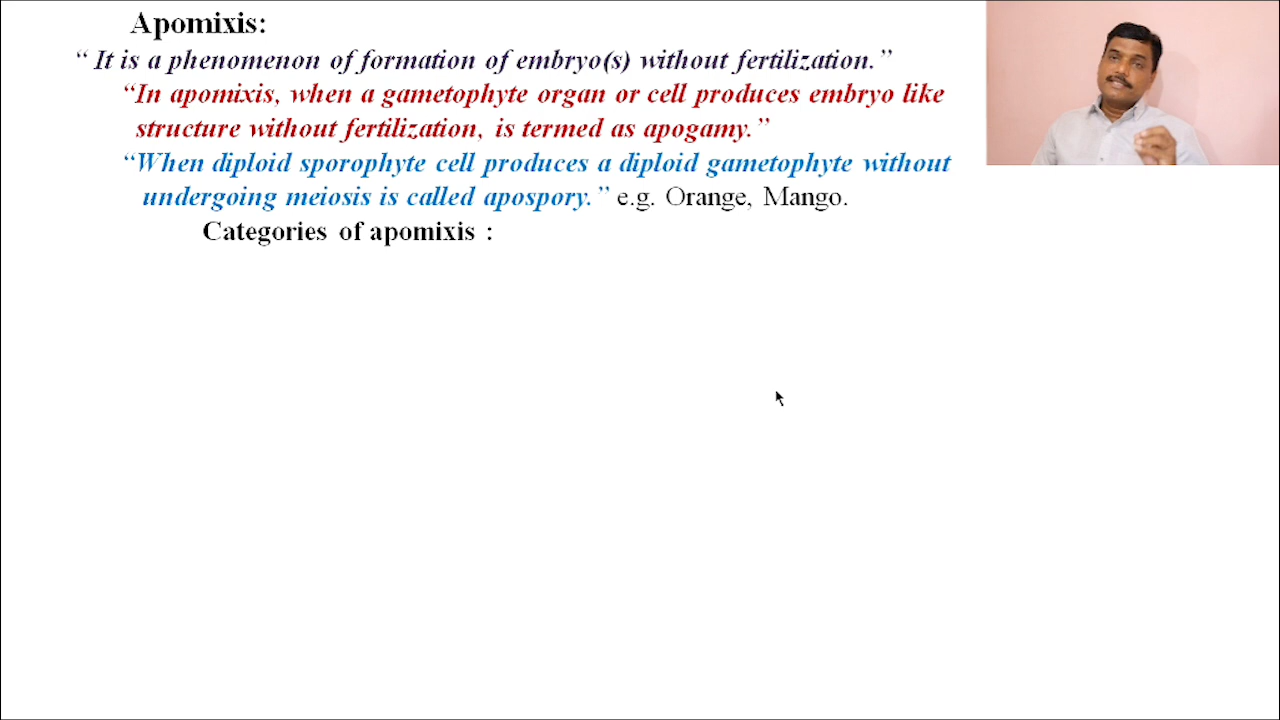 Apomixis:
“ It is a phenomenon of formation of embryo(s) without fertilization.”
“In apomixis, when a gametophyte organ or cell produces embryo like
structure without fertilization, is termed as apogamy.”
“When diploid sporophyte cell produces a diploid gametophyte without
undergoing meiosis is called apospory.” e.g. Orange, Mango.
Categories of apomixis :